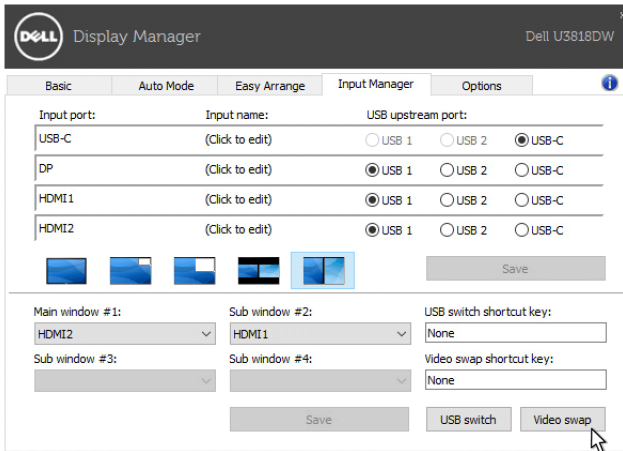 DELL Display Manager Dell U3818DW
Basic Auto Mode Easy Arrange Input Manager Options
Input port: Input name: USB upstream port:
USB-C (Click to edit) USB 1 USB 2 USB-C
DP (Click to edit) USB 1 USB 2 USB-C
HDMI1 (Click to edit) USB 1 USB 2 USB-C
HDMI2 (Click to edit) USB 1 USB 2 USB-C
Save
Main window #1: Sub window #2: USB switch shortcut key:
HDMI2 HDMI1 None
Sub window #3: Sub window #4: Video swap shortcut key:
None
Save USB switch Video swap